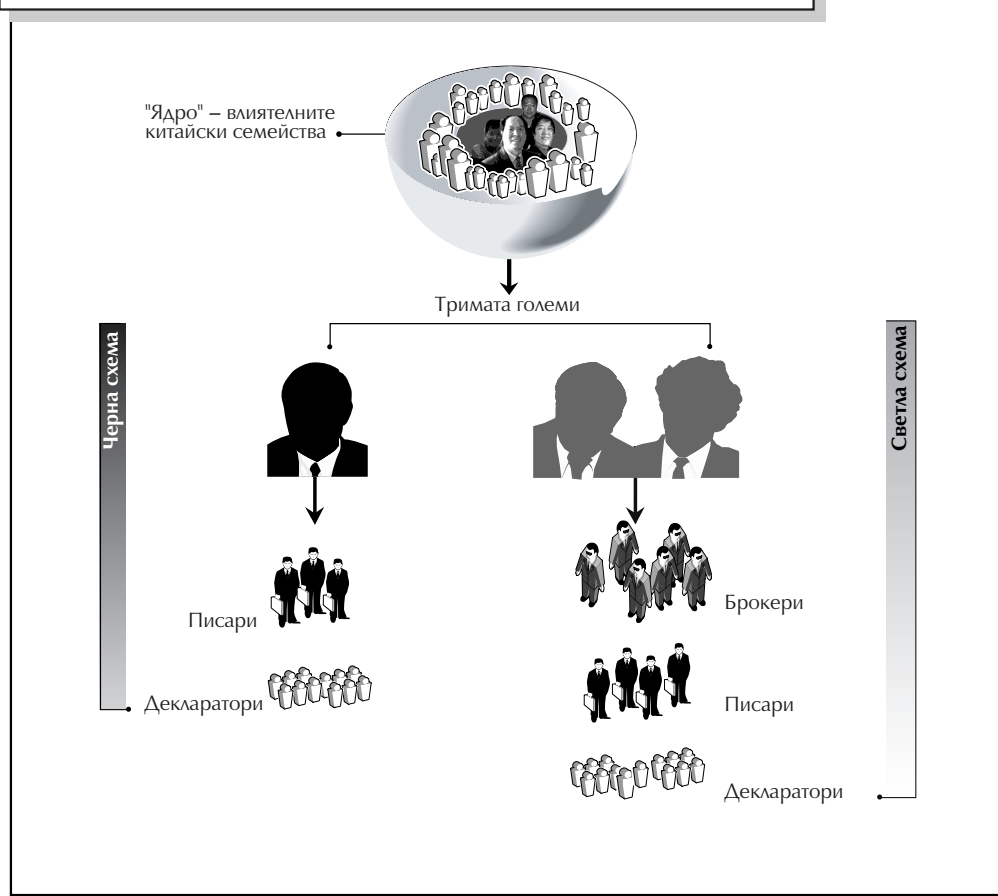 "Ядро" – влиятелните
китайски семейства
Тримата големи
Черна схема
Светла схема
Писари
Декларатори
Брокери
Писари
Декларатори